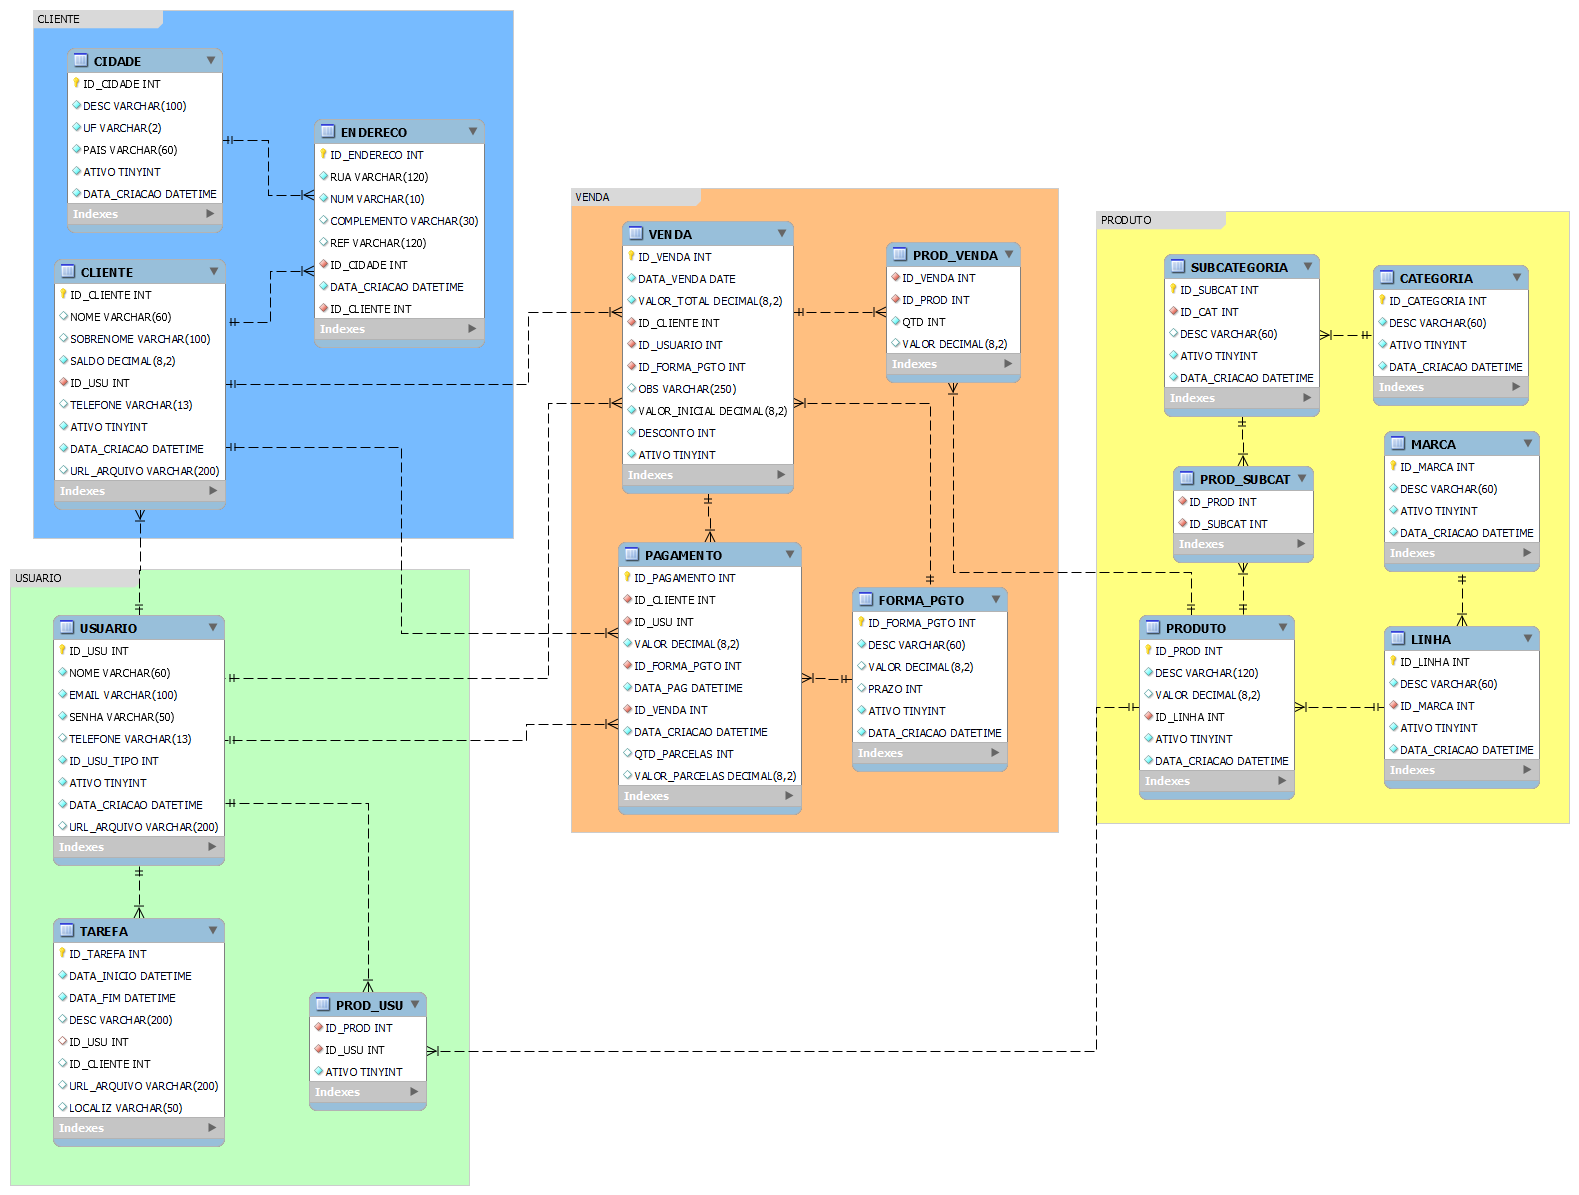 CLIENTE
CIDADE
ID_CIDADE INT
DESC VARCHAR(100)
UF VARCHAR(2)
PAIS VARCHAR(60)
ATIVO TINYINT
DATA_CRIACAO DATETIME
Indexes
ENDERECO
ID_ENDERECO INT
RUA VARCHAR(120)
NUM VARCHAR(10)
COMPLEMENTO VARCHAR(30)
REF VARCHAR(120)
ID_CIDADE INT
DATA_CRIACAO DATETIME
ID_CLIENTE INT
Indexes
CLIENTE
ID_CLIENTE INT
NOME VARCHAR(60)
SOBRENOME VARCHAR(100)
SALDO DECIMAL(8,2)
ID_USU INT
TELEFONE VARCHAR(13)
ATIVO TINYINT
DATA_CRIACAO DATETIME
URL_ARQUIVO VARCHAR(200)
Indexes
USUARIO
USUARIO
ID_USU INT
NOME VARCHAR(60)
EMAIL VARCHAR(100)
SENHA VARCHAR(50)
TELEFONE VARCHAR(13)
ID_USU_TIPO INT
ATIVO TINYINT
DATA_CRIACAO DATETIME
URL_ARQUIVO VARCHAR(200)
Indexes
TAREFA
ID_TAREFA INT
DATA_INICIO DATETIME
DATA_FIM DATETIME
DESC VARCHAR(200)
ID_USU INT
ID_CLIENTE INT
URL_ARQUIVO VARCHAR(200)
LOCALIZ VARCHAR(50)
Indexes
PROD_USU
ID_PROD INT
ID_USU INT
ATIVO TINYINT
Indexes
VENDA
VENDA
ID_VENDA INT
DATA_VENDA DATE
VALOR_TOTAL DECIMAL(8,2)
ID_CLIENTE INT
ID_USUARIO INT
ID_FORMA_PGTO INT
OBS VARCHAR(250)
VALOR_INICIAL DECIMAL(8,2)
DESCONTO INT
ATIVO TINYINT
Indexes
PROD_VENDA
ID_VENDA INT
ID_PROD INT
QTD INT
VALOR DECIMAL(8,2)
Indexes
PAGAMENTO
ID_PAGAMENTO INT
ID_CLIENTE INT
ID_USU INT
VALOR DECIMAL(8,2)
ID_FORMA_PGTO INT
DATA_PAG DATETIME
ID_VENDA INT
DATA_CRIACAO DATETIME
QTD_PARCELAS INT
VALOR_PARCELAS DECIMAL(8,2)
Indexes
FORMA_PGTO
ID_FORMA_PGTO INT
DESC VARCHAR(60)
VALOR DECIMAL(8,2)
PRAZO INT
ATIVO TINYINT
DATA_CRIACAO DATETIME
Indexes
PRODUTO
SUBCATEGORIA
ID_SUBCAT INT
ID_CAT INT
DESC VARCHAR(60)
ATIVO TINYINT
DATA_CRIACAO DATETIME
Indexes
CATEGORIA
ID_CATEGORIA INT
DESC VARCHAR(60)
ATIVO TINYINT
DATA_CRIACAO DATETIME
Indexes
PROD_SUBCAT
ID_PROD INT
ID_SUBCAT INT
Indexes
MARCA
ID_MARCA INT
DESC VARCHAR(60)
ATIVO TINYINT
DATA_CRIACAO DATETIME
Indexes
PRODUTO
ID_PROD INT
DESC VARCHAR(120)
VALOR DECIMAL(8,2)
ID_LINHA INT
ATIVO TINYINT
DATA_CRIACAO DATETIME
Indexes
LINHA
ID_LINHA INT
DESC VARCHAR(60)
ID_MARCA INT
ATIVO TINYINT
DATA_CRIACAO DATETIME
Indexes